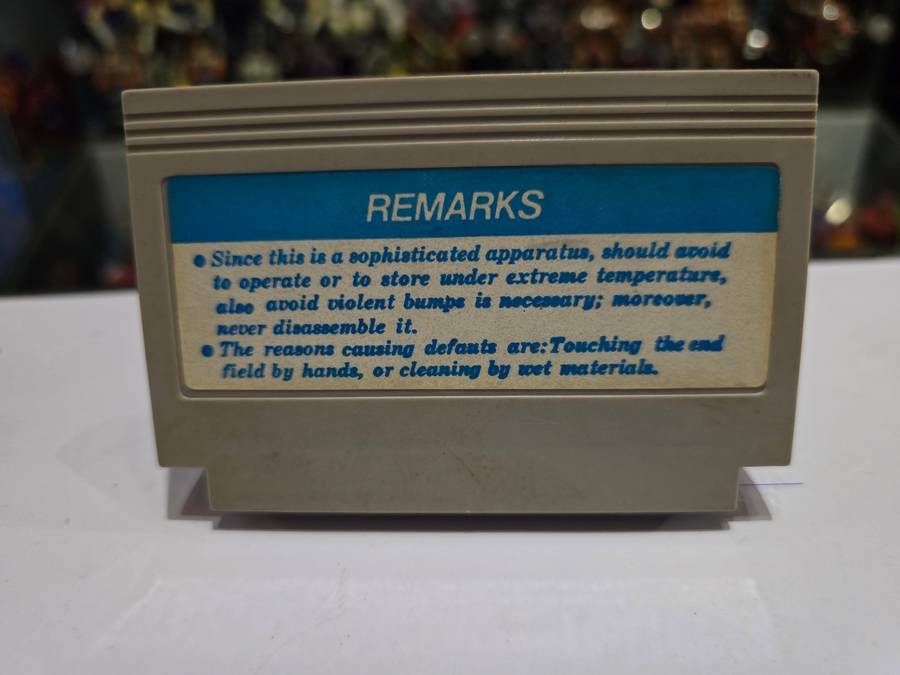 REMARKS
● Since this is a sophisticated apparatus, should avoid
to operate or to store under extreme temperature,
also avoid violent bumps is necessary; moreover,
never disassemble it.
● The reasons causing defauts are:Touching the end
field by hands, or cleaning by wet materials.